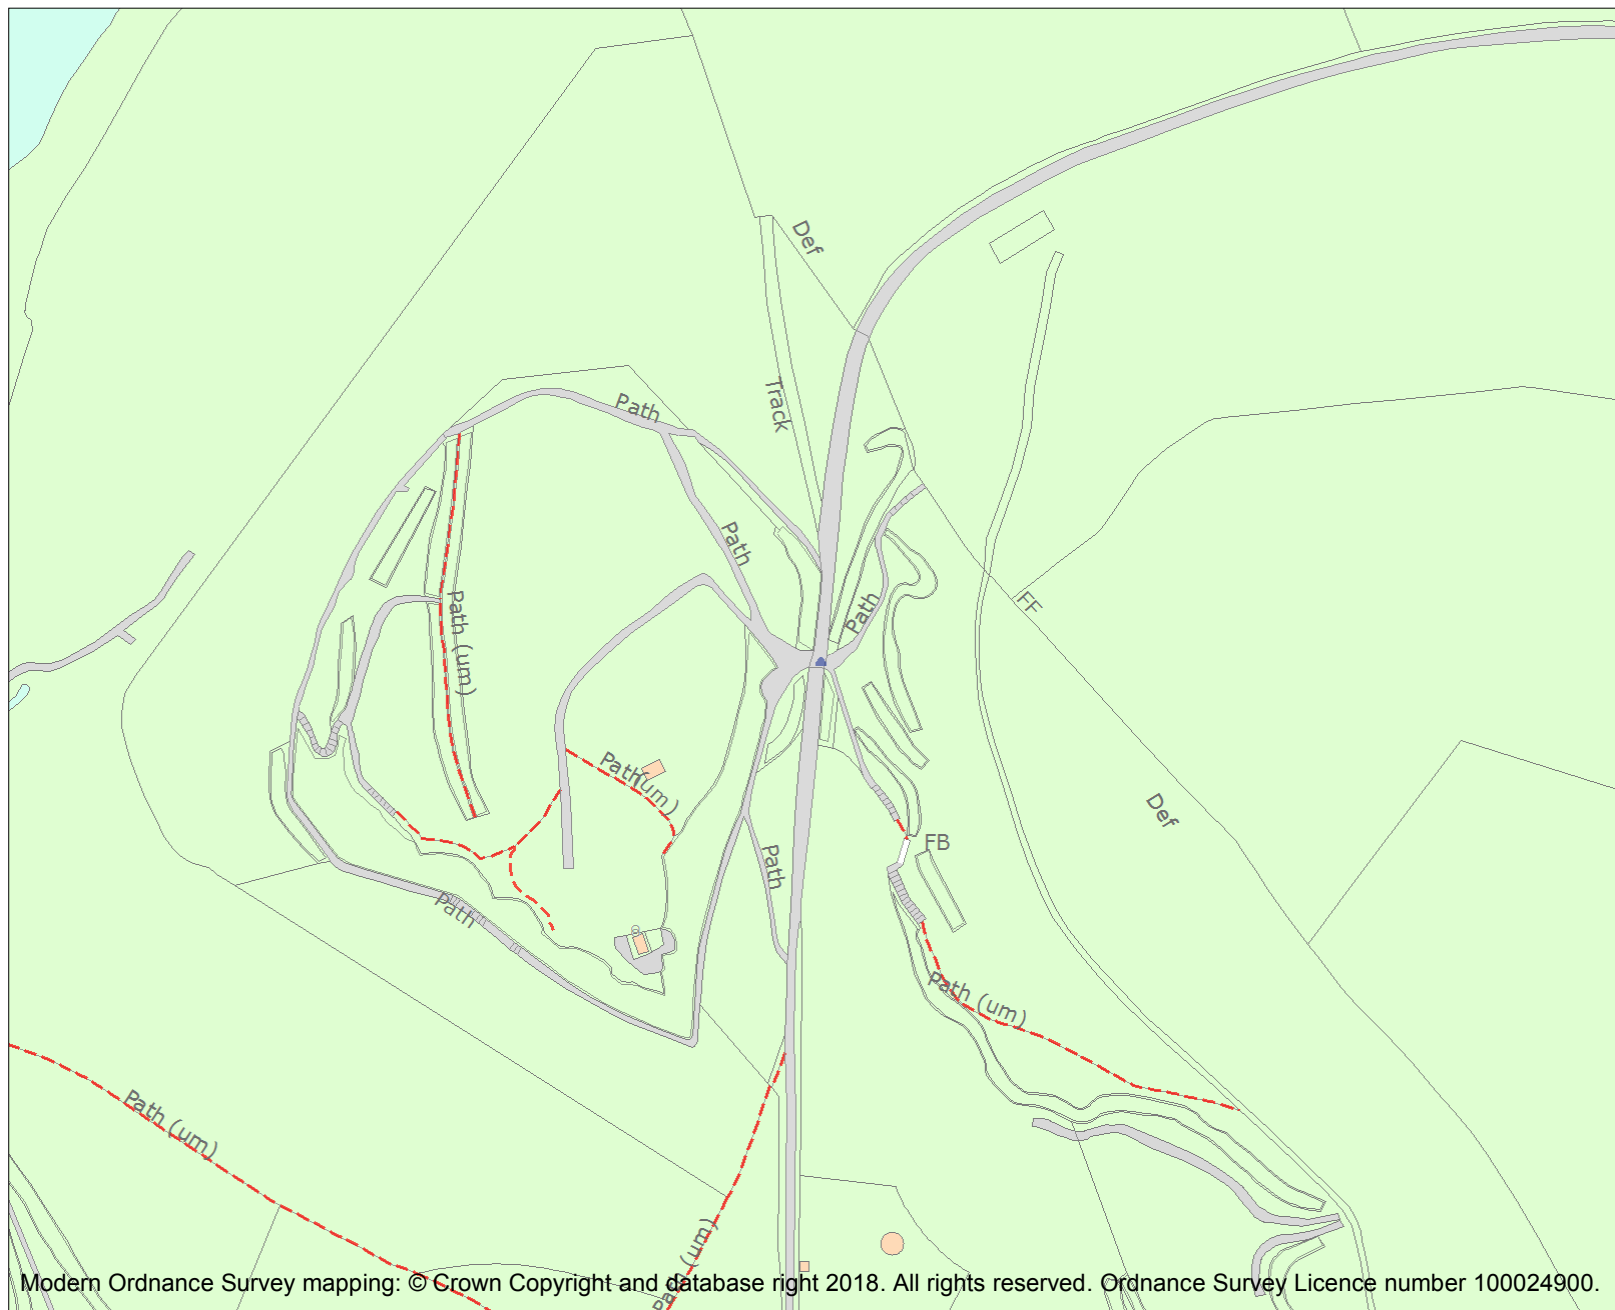 Def
Path
Track
Path
Path (um)
Path
FF
Path(um)
Def
FB
Path
Path
Path (um)
Path (um)
Path (um)
Modern Ordnance Survey mapping: © Crown Copyright and database right 2018. All rights reserved. Ordnance Survey Licence number 100024900.